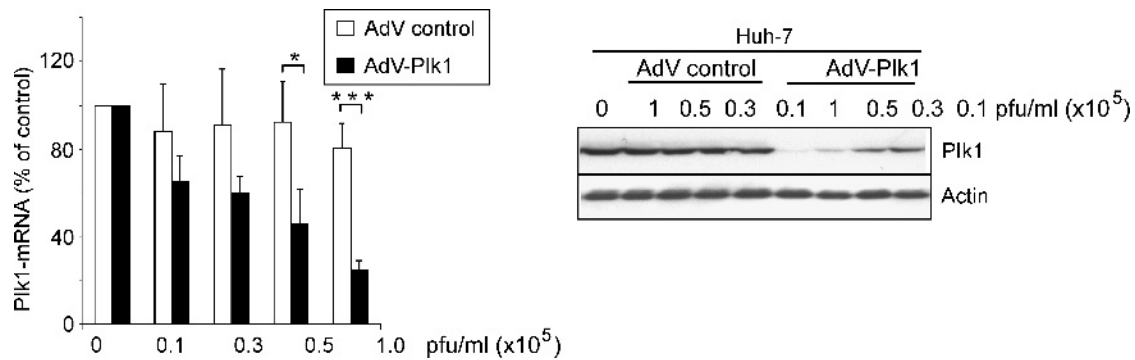 AdV control
AdV-Plk1
Plk1-mRNA (% of control)
120
80
40
0
*
***
0 0.1 0.3 0.5 1.0 pfu/ml (x10⁵)
Huh-7
AdV control AdV-Plk1
0 1 0.5 0.3 0.1 1 0.5 0.3 0.1 pfu/ml (x10⁵)
Plk1
Actin